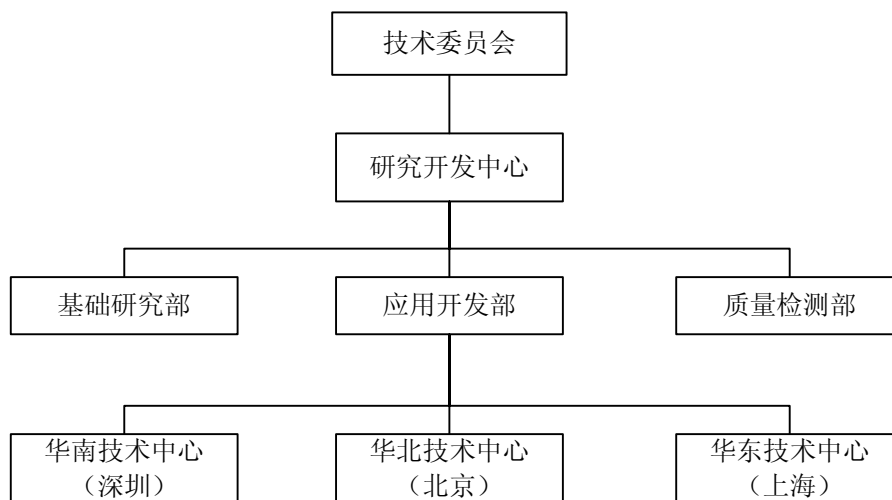 技术委员会
研究开发中心
基础研究部
应用开发部
质量检测部
华南技术中心
（深圳）
华北技术中心
（北京）
华东技术中心
（上海）